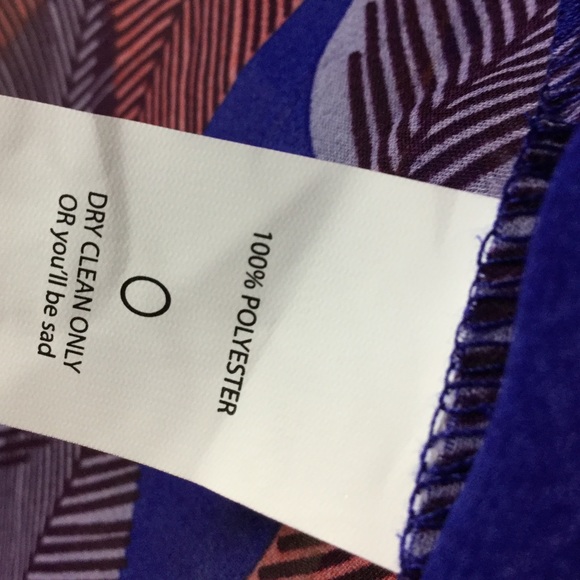 100% POLYESTER
DRY CLEAN ONLY
OR you'll be sad